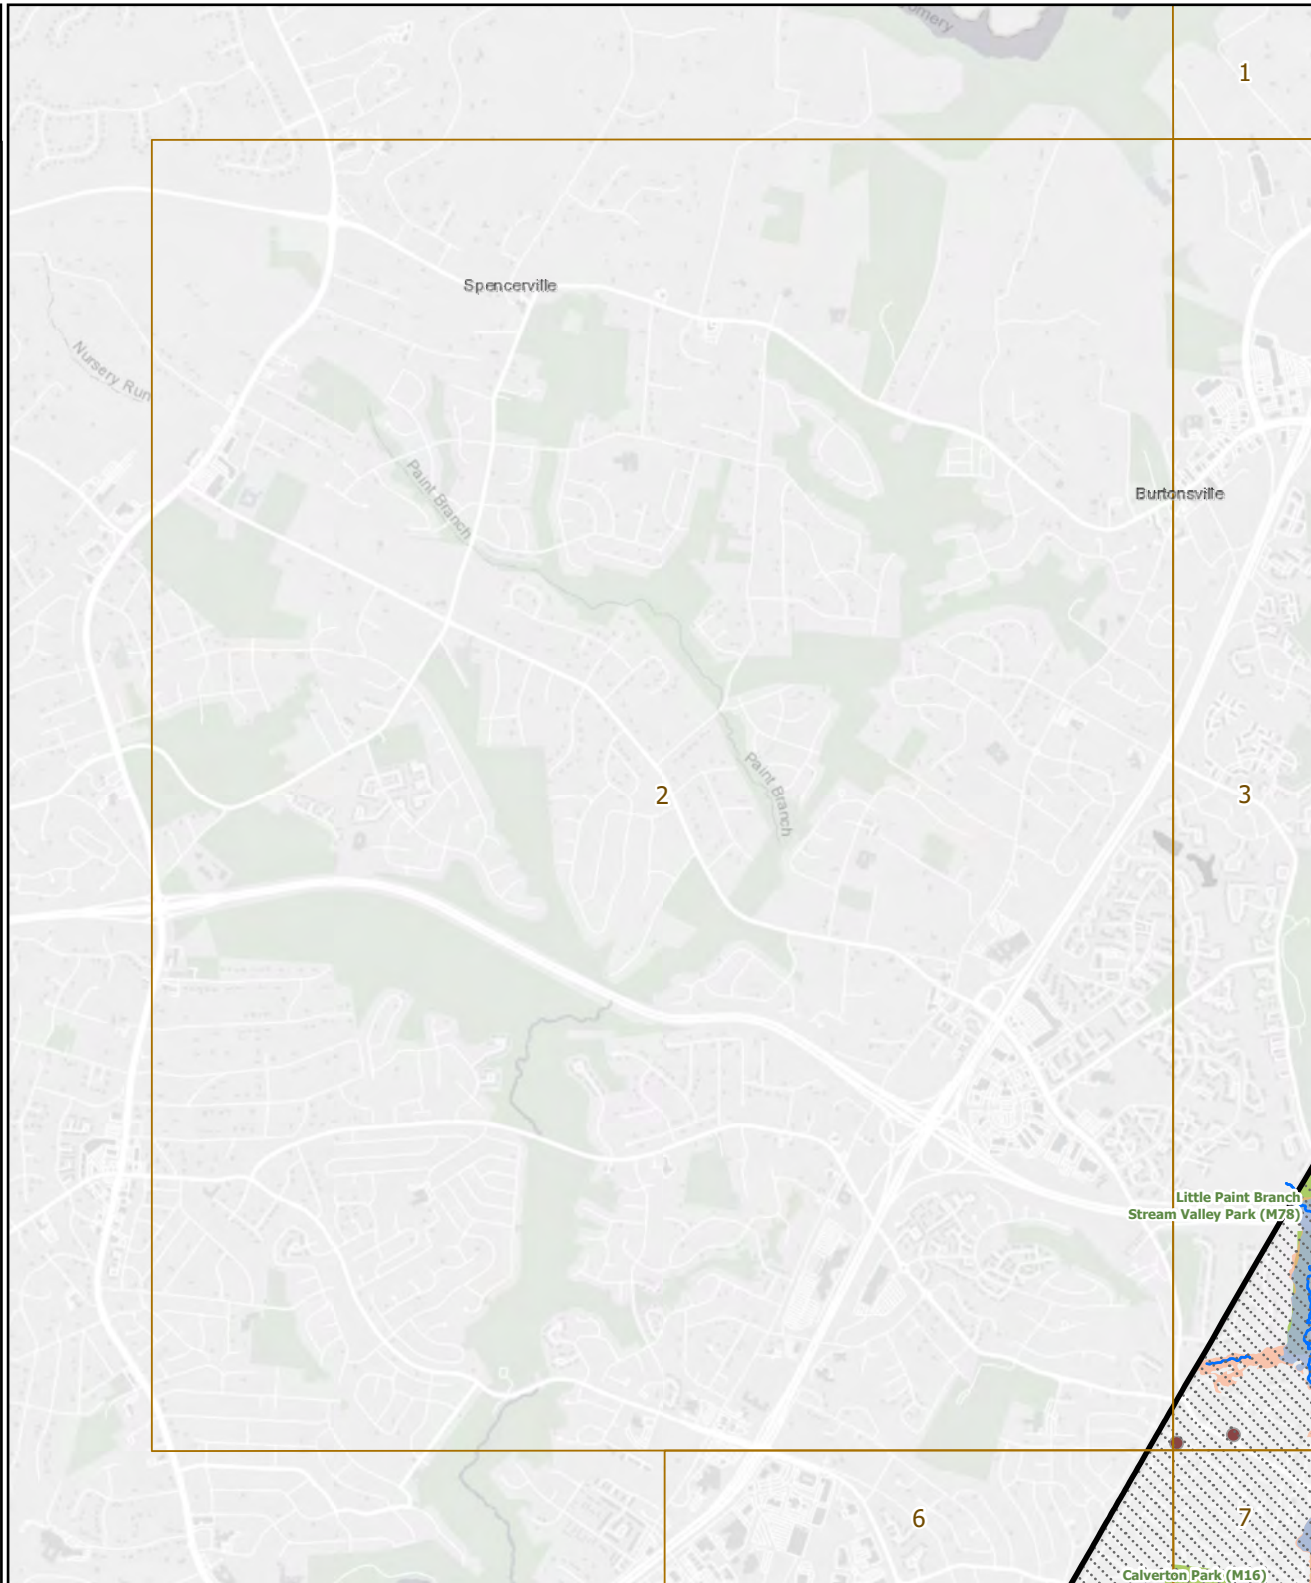 1
Spencerville
Nursery Run
Paint Branch
Burtonsville
2
3
Paint Branch
Little Paint Branch
Stream Valley Park (M78)
6
7
Calverton Park (M16)